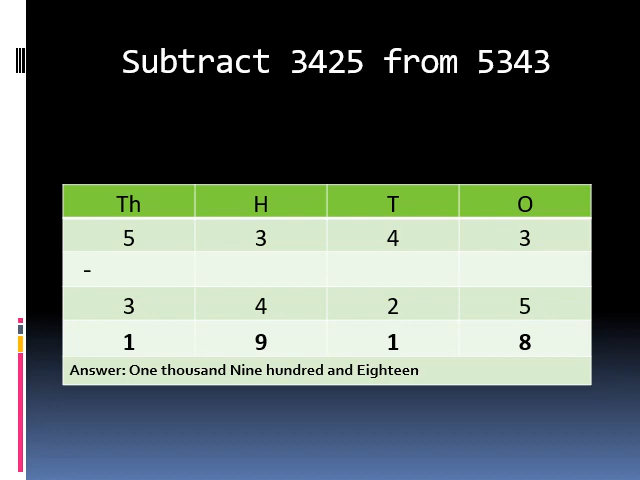 Subtract 3425 from 5343
Th H T O
5 3 4 3
-
3 4 2 5
1 9 1 8
Answer: One thousand Nine hundred and Eighteen